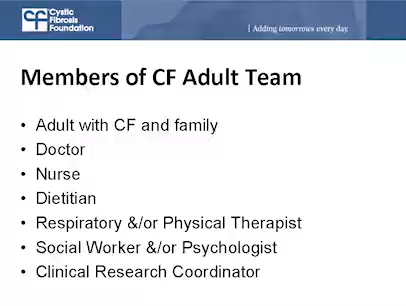 CF
Cystic
Fibrosis
Foundation
| Adding tomorrows every day.
Members of CF Adult Team
• Adult with CF and family
• Doctor
• Nurse
• Dietitian
• Respiratory &/or Physical Therapist
• Social Worker &/or Psychologist
• Clinical Research Coordinator